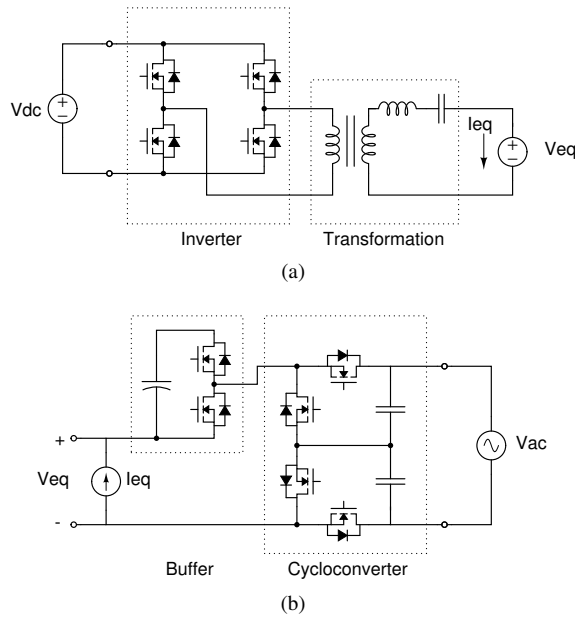 Vdc
Ieq
Veq
Inverter
Transformation
(a)
+
Veq
Ieq
Vac
-
Buffer
Cycloconverter
(b)